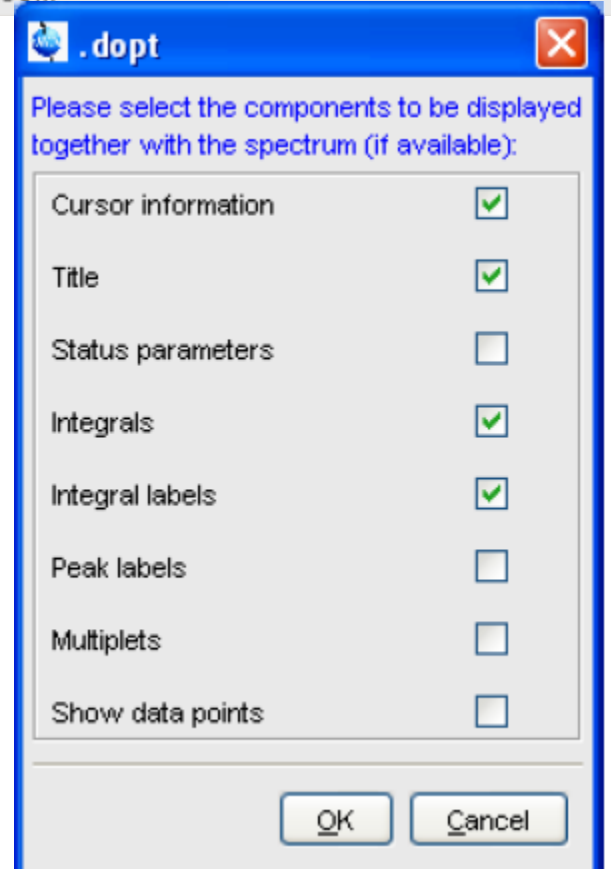 .dopt
Please select the components to be displayed
together with the spectrum (if available):
Cursor information
Title
Status parameters
Integrals
Integral labels
Peak labels
Multiplets
Show data points
OK
Cancel